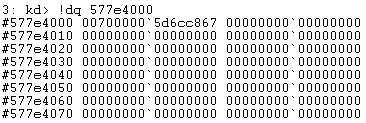 3: kd> !dq 577e4000
#577e4000 00700000`5d6cc867 00000000`00000000
#577e4010 00000000`00000000 00000000`00000000
#577e4020 00000000`00000000 00000000`00000000
#577e4030 00000000`00000000 00000000`00000000
#577e4040 00000000`00000000 00000000`00000000
#577e4050 00000000`00000000 00000000`00000000
#577e4060 00000000`00000000 00000000`00000000
#577e4070 00000000`00000000 00000000`00000000